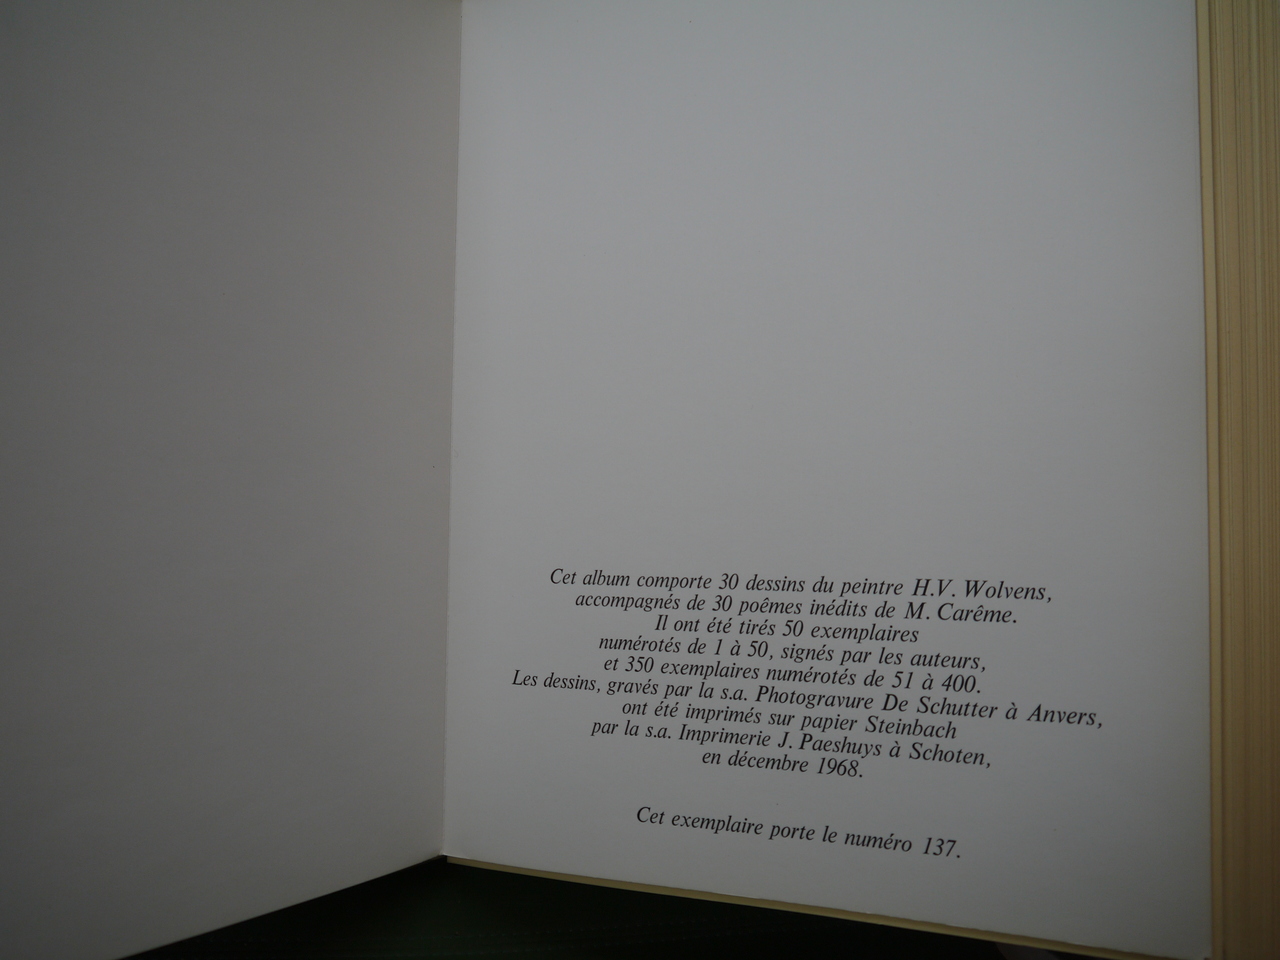 Cet album comporte 30 dessins du peintre H.V. Wolvens,
accompagnés de 30 poêmes inédits de M. Carême.
Il ont été tirés 50 exemplaires
numérotés de 1 à 50, signés par les auteurs,
et 350 exemplaires numérotés de 51 à 400.
Les dessins, gravés par la s.a. Photogravure De Schutter à Anvers,
ont été imprimés sur papier Steinbach
par la s.a. Imprimerie J. Paeshuys à Schoten,
en décembre 1968.
Cet exemplaire porte le numéro 137.